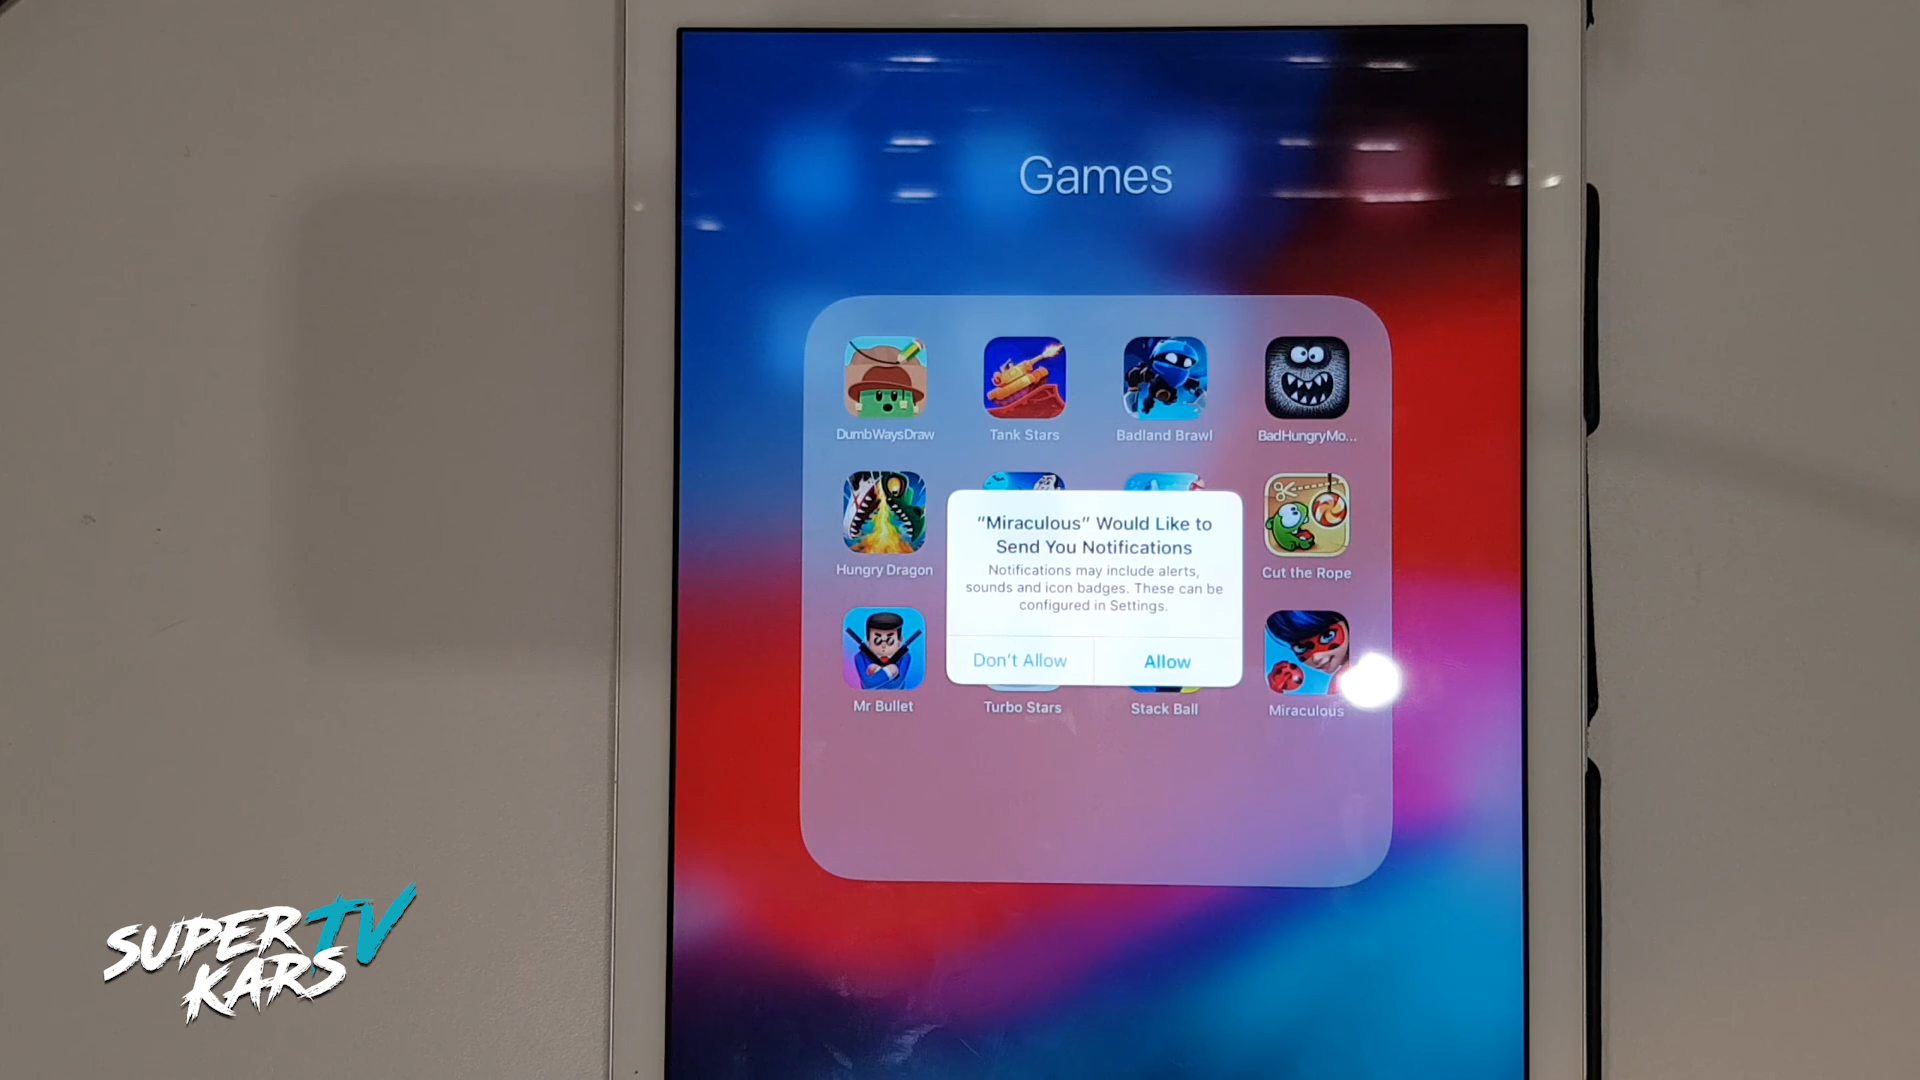 Games
DumbWaysDraw
Tank Stars
Badland Brawl
BadHungryMo...
Hungry Dragon
Cut the Rope
"Miraculous" Would Like to
Send You Notifications
Notifications may include alerts,
sounds and icon badges. These can be
configured in Settings.
Don't Allow
Allow
Mr Bullet
Turbo Stars
Stack Ball
Miraculous
SUPER TV
KARS